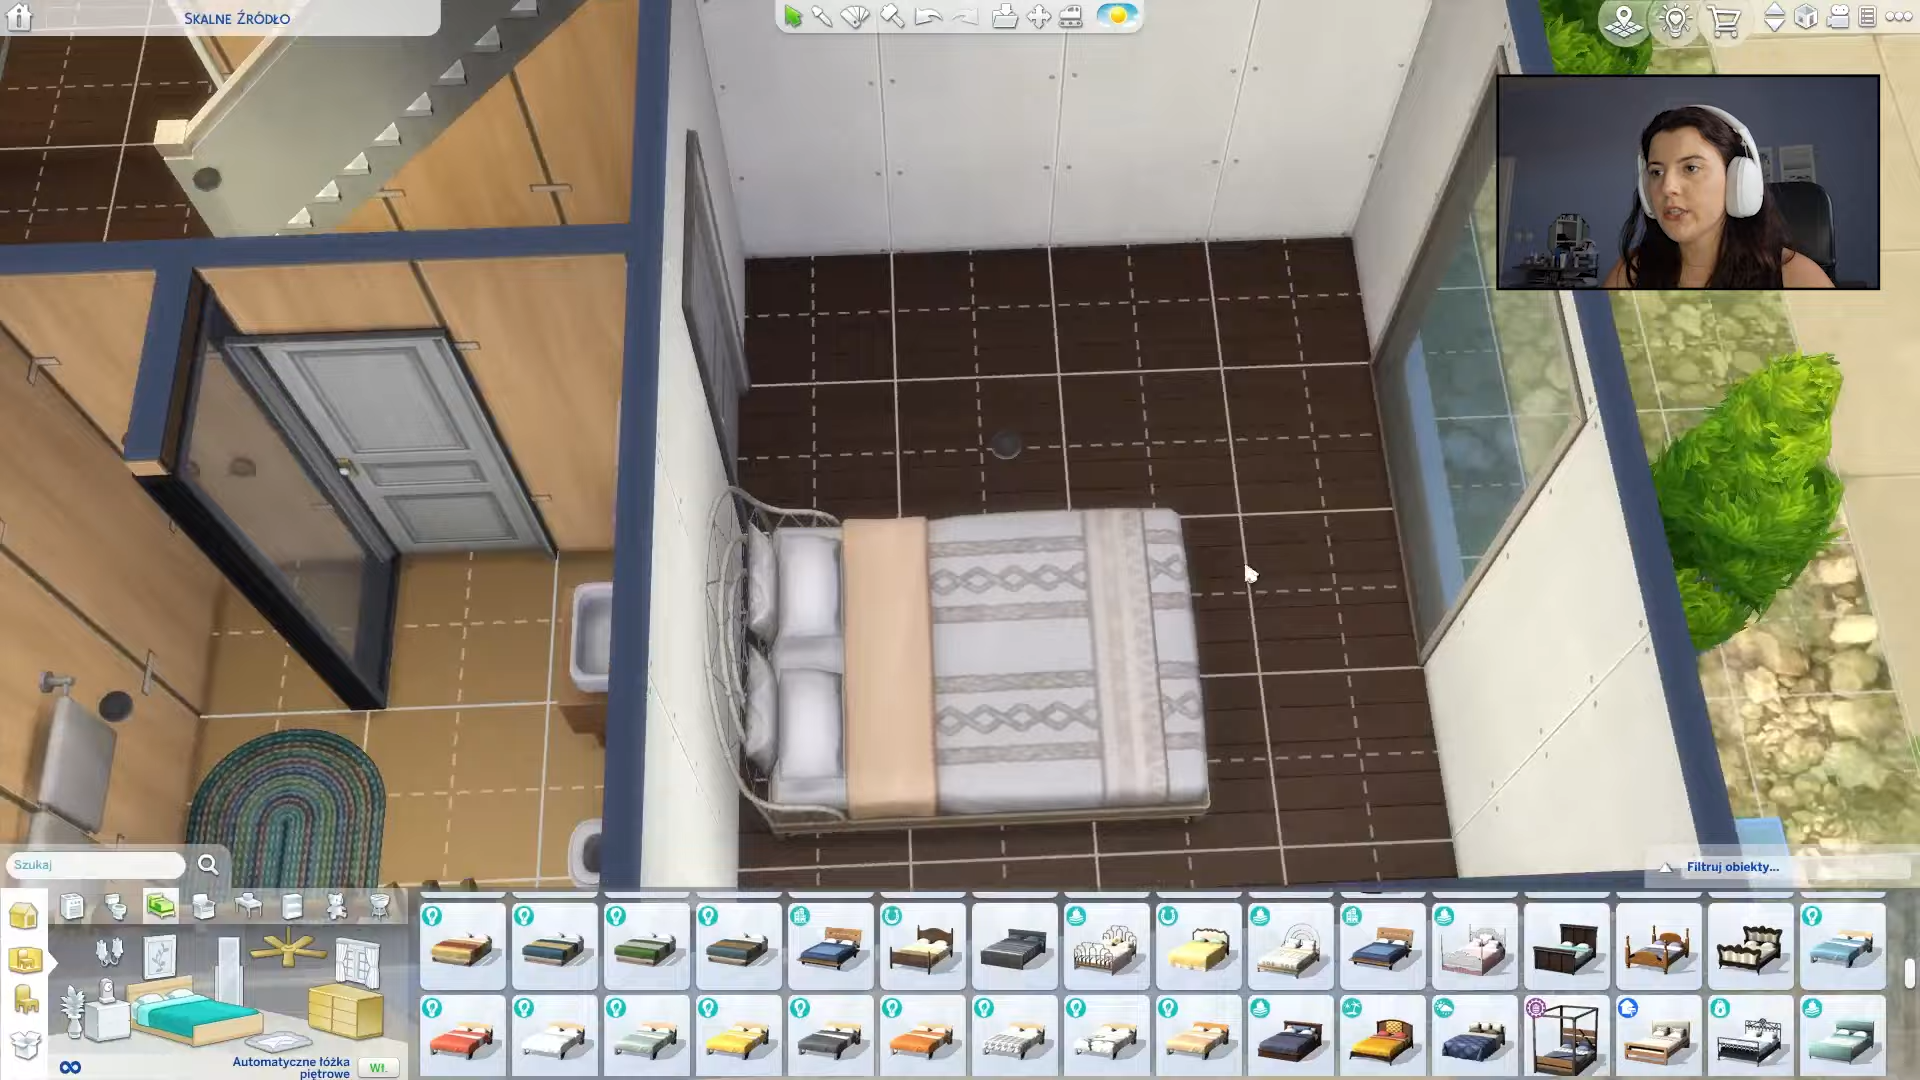 Skalne Źródło
Szukaj
Filtruj obiekty...
Automatyczne łóżka
piętrowe
Wł.